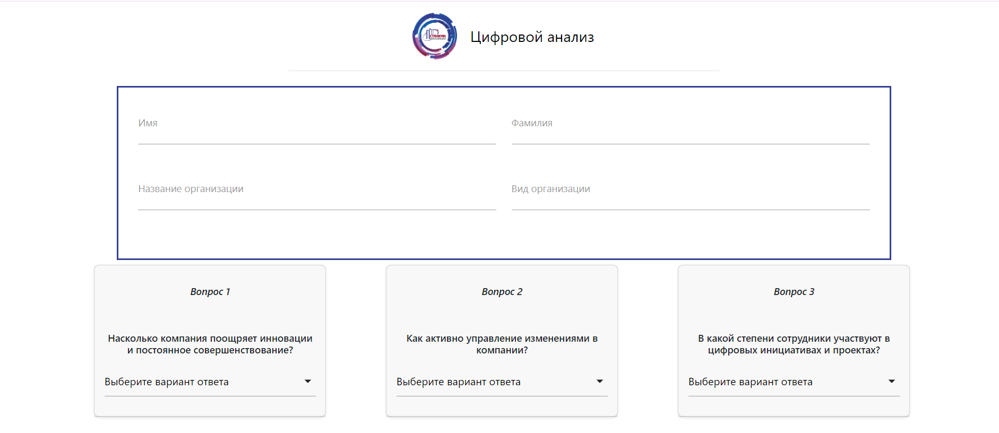 СТАНКИН
Цифровой анализ
Имя
Фамилия
Название организации
Вид организации
Вопрос 1
Насколько компания поощряет инновации
и постоянное совершенствование?
Выберите вариант ответа
Вопрос 2
Как активно управление изменениями в
компании?
Выберите вариант ответа
Вопрос 3
В какой степени сотрудники участвуют в
цифровых инициативах и проектах?
Выберите вариант ответа